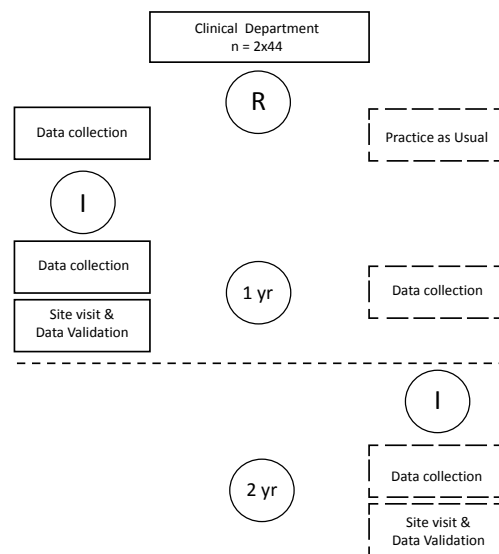 Clinical Department
n = 2x44
R
Data collection
Practice as Usual
I
Data collection
Site visit &
Data Validation
1 yr
Data collection
I
2 yr
Data collection
Site visit &
Data Validation